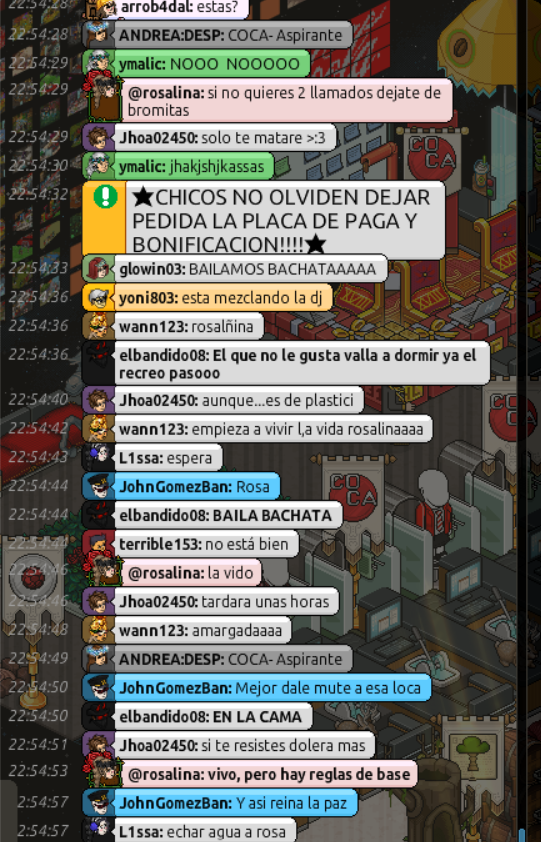 22:54:28 arrob4dal: estas?
22:54:28 ANDREA:DESP: COCA- Aspirante
22:54:29 ymalic: NOOO NOOOOO
22:54:29 @rosalina: si no quieres 2 llamados dejate de
bromitas
22:54:29 Jhoa02450: solo te matare >:3
22:54:30 ymalic: jhakjshjkassas
22:54:32 ★CHICOS NO OLVIDEN DEJAR
PEDIDA LA PLACA DE PAGA Y
BONIFICACION!!!!★
22:54:33 glowin03: BAILAMOS BACHATAAAAA
22:54:36 yoni803: esta mezclando la dj
22:54:36 wann123: rosalñina
22:54:36 elbandido08: El que no le gusta valla a dormir ya el
recreo pasooo
22:54:40 Jhoa02450: aunque...es de plastici
22:54:42 wann123: empieza a vivir l,a vida rosalinaaaa
22:54:43 L1ssa: espera
22:54:44 JohnGomezBan: Rosa
22:54:44 elbandido08: BAILA BACHATA
22:54:44 terrible153: no está bien
22:54:46 @rosalina: la vido
22:54:46 Jhoa02450: tardara unas horas
22:54:48 wann123: amargadaaaa
22:54:49 ANDREA:DESP: COCA- Aspirante
22:54:50 JohnGomezBan: Mejor dale mute a esa loca
22:54:50 elbandido08: EN LA CAMA
22:54:51 Jhoa02450: si te resistes dolera mas
22:54:53 @rosalina: vivo, pero hay reglas de base
22:54:57 JohnGomezBan: Y asi reina la paz
2:54:57 L1ssa: echar agua a rosa
COCA
COCA
COCA
XVIII
XVIII